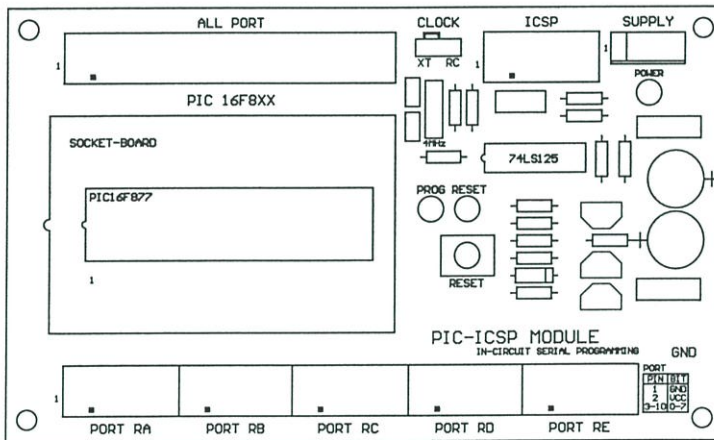 ALL PORT
CLOCK
ICSP
SUPPLY
1
XT RC
1
1
POWER
PIC 16F8XX
SOCKET-BOARD
4MHz
74LS125
PIC16F877
PROG RESET
1
RESET
PIC-ICSP MODULE
IN-CIRCUIT SERIAL PROGRAMMING
GND
PORT
PIN BIT
1 GND
2 VCC
3-10 0-7
1
PORT RA
PORT RB
PORT RC
PORT RD
PORT RE